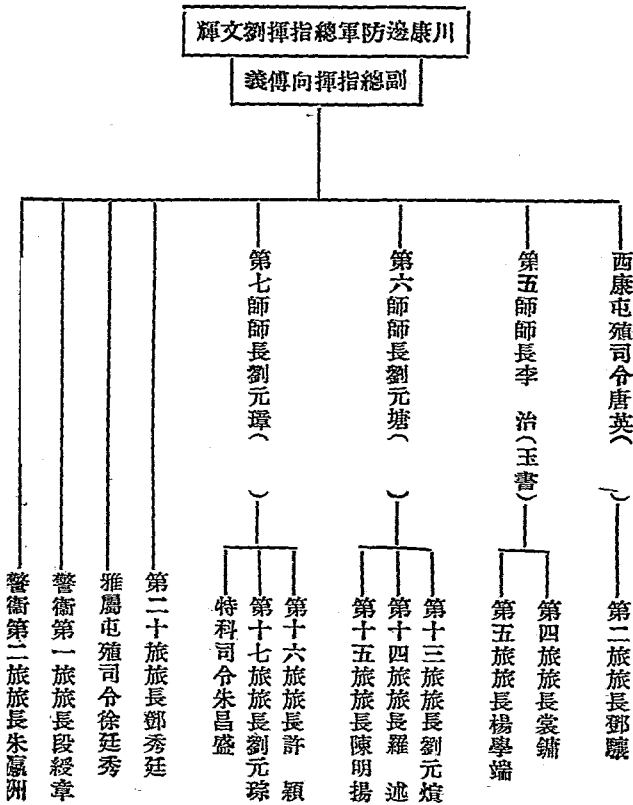 川康邊防軍總指揮劉文輝
副總指揮向傅義
西康屯殖司令唐英(　　)
第二旅旅長鄧驤
第五師師長李　治(玉書)
第四旅旅長袁鏞
第五旅旅長楊學端
第六師師長劉元塘(　　)
第十三旅旅長劉元瑄
第十四旅旅長羅　述
第十五旅旅長陳明揚
第七師師長劉元璋(　　)
第十六旅旅長許　穎
第十七旅旅長劉元琮
特科司令朱昌盛
第二十旅旅長鄧秀廷
雅屬屯殖司令徐廷秀
警衞第一旅旅長段綬章
警衞第二旅旅長朱瀛洲